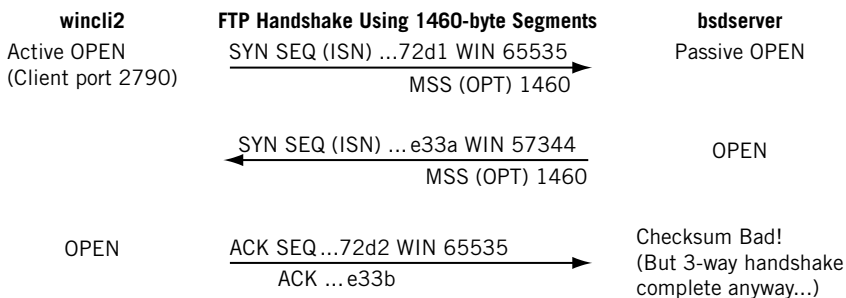 wincli2 FTP Handshake Using 1460-byte Segments bsdserver
Active OPEN
(Client port 2790)
SYN SEQ (ISN) ...72d1 WIN 65535
MSS (OPT) 1460
Passive OPEN
SYN SEQ (ISN) ...e33a WIN 57344
MSS (OPT) 1460
OPEN
OPEN
ACK SEQ...72d2 WIN 65535
ACK ...e33b
Checksum Bad!
(But 3-way handshake
complete anyway...)